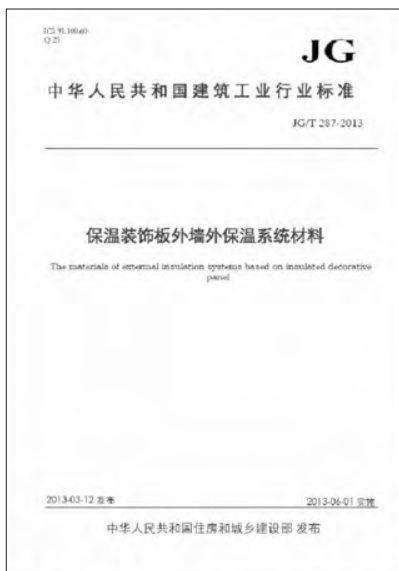 ICS 91.100.60
Q 25
JG
中华人民共和国建筑工业行业标准
JG/T 287-2013
保温装饰板外墙外保温系统材料
The materials of external insulation systems based on insulated decorative
panel
2013-03-12 发布
2013-06-01 实施
中华人民共和国住房和城乡建设部 发布